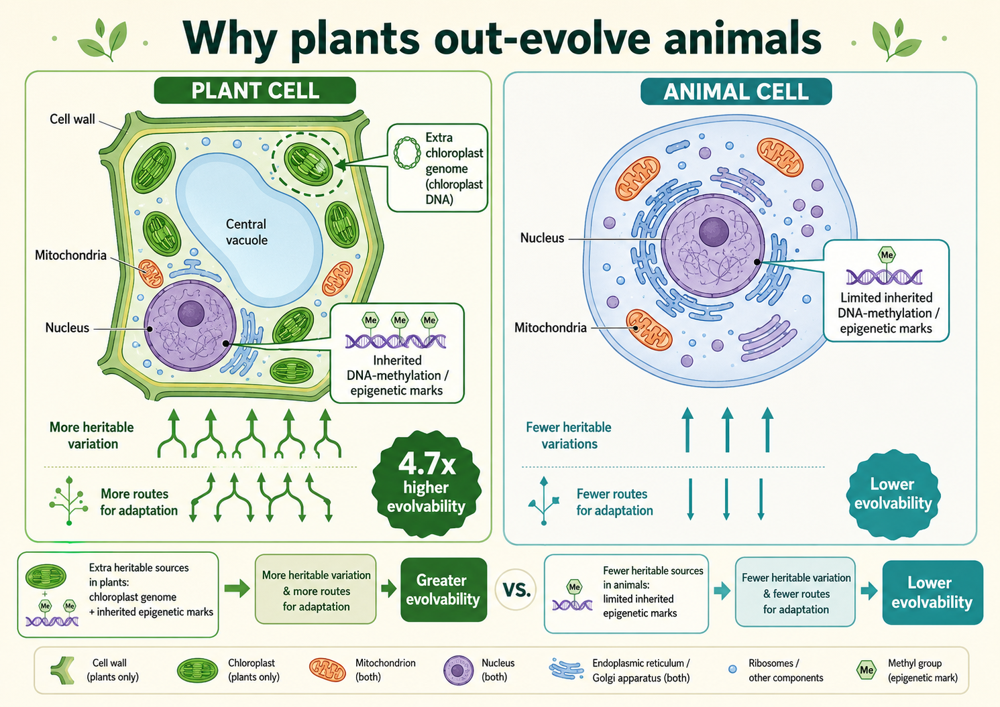 Why plants out-evolve animals
PLANT CELL
Cell wall
Extra
chloroplast
genome
(chloroplast
DNA)
Central
vacuole
Mitochondria
Nucleus
Me Me Me
Inherited
DNA-methylation /
epigenetic marks
More heritable
variation
More routes
for adaptation
4.7x
higher
evolvability
ANIMAL CELL
Nucleus
Me
Limited inherited
DNA-methylation /
epigenetic marks
Mitochondria
Fewer heritable
variations
Fewer routes
for adaptation
Lower
evolvability
Extra heritable sources
in plants:
chloroplast genome
+ inherited epigenetic marks
+
Me Me
More heritable variation
& more routes
for adaptation
Greater
evolvability
VS.
Me
Fewer heritable sources
in animals:
limited inherited
epigenetic marks
Fewer heritable variation
& fewer routes
for adaptation
Lower
evolvability
Cell wall
(plants only)
Chloroplast
(plants only)
Mitochondrion
(both)
Nucleus
(both)
Endoplasmic reticulum /
Golgi apparatus (both)
Ribosomes /
other components
Me
Methyl group
(epigenetic mark)